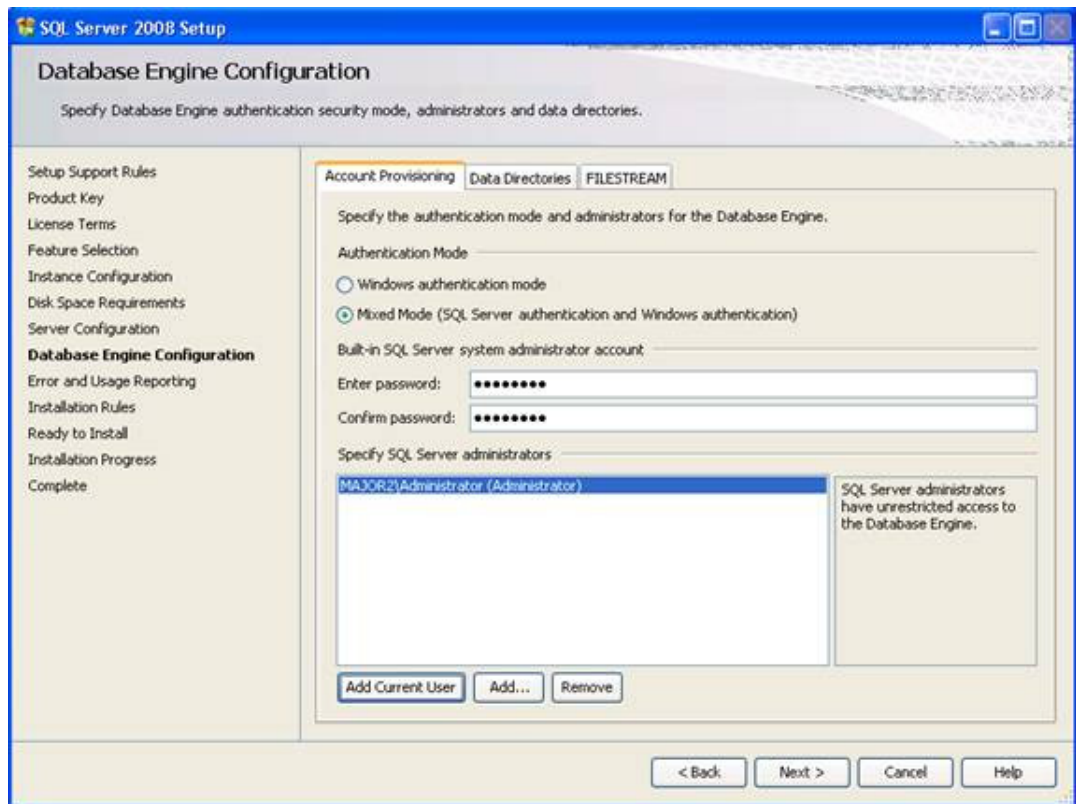 SQL Server 2008 Setup
Database Engine Configuration
Specify Database Engine authentication security mode, administrators and data directories.
Setup Support Rules
Product Key
License Terms
Feature Selection
Instance Configuration
Disk Space Requirements
Server Configuration
Database Engine Configuration
Error and Usage Reporting
Installation Rules
Ready to Install
Installation Progress
Complete
Account Provisioning Data Directories FILESTREAM
Specify the authentication mode and administrators for the Database Engine.
Authentication Mode
Windows authentication mode
Mixed Mode (SQL Server authentication and Windows authentication)
Built-in SQL Server system administrator account
Enter password: ●●●●●●●●
Confirm password: ●●●●●●●●
Specify SQL Server administrators
MAJOR2\Administrator (Administrator)
SQL Server administrators
have unrestricted access to
the Database Engine.
Add Current User Add... Remove
< Back Next > Cancel Help